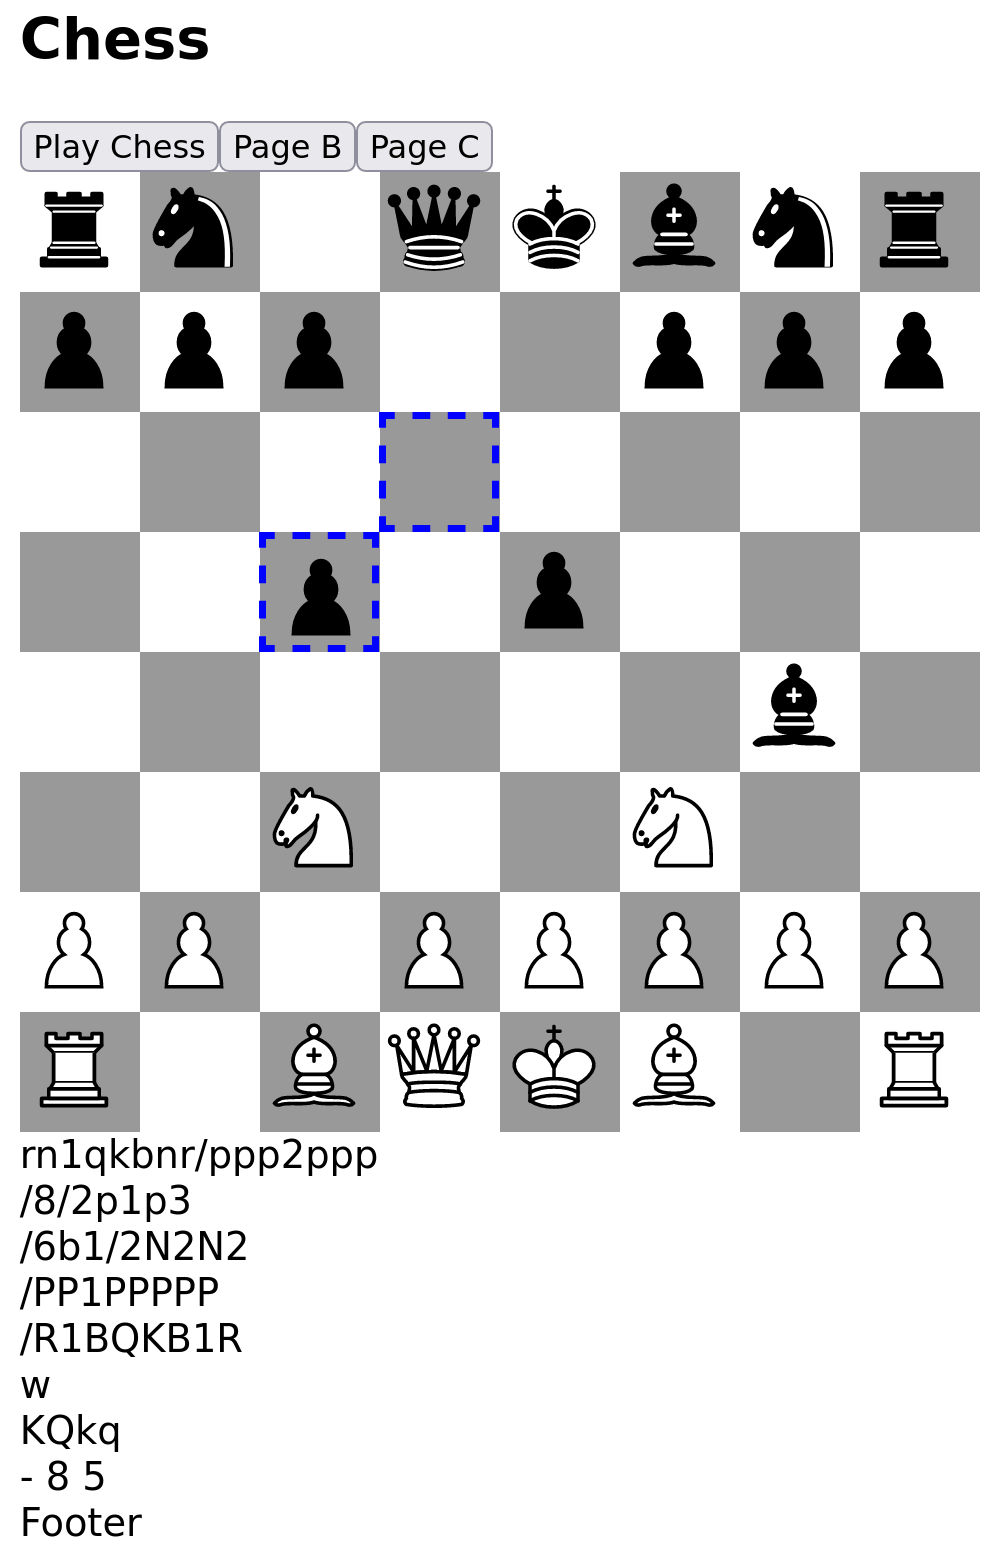 Chess
Play Chess Page B Page C
rn1qkbnr/ppp2ppp
/8/2p1p3
/6b1/2N2N2
/PP1PPPPP
/R1BQKB1R
w
KQkq
- 8 5
Footer